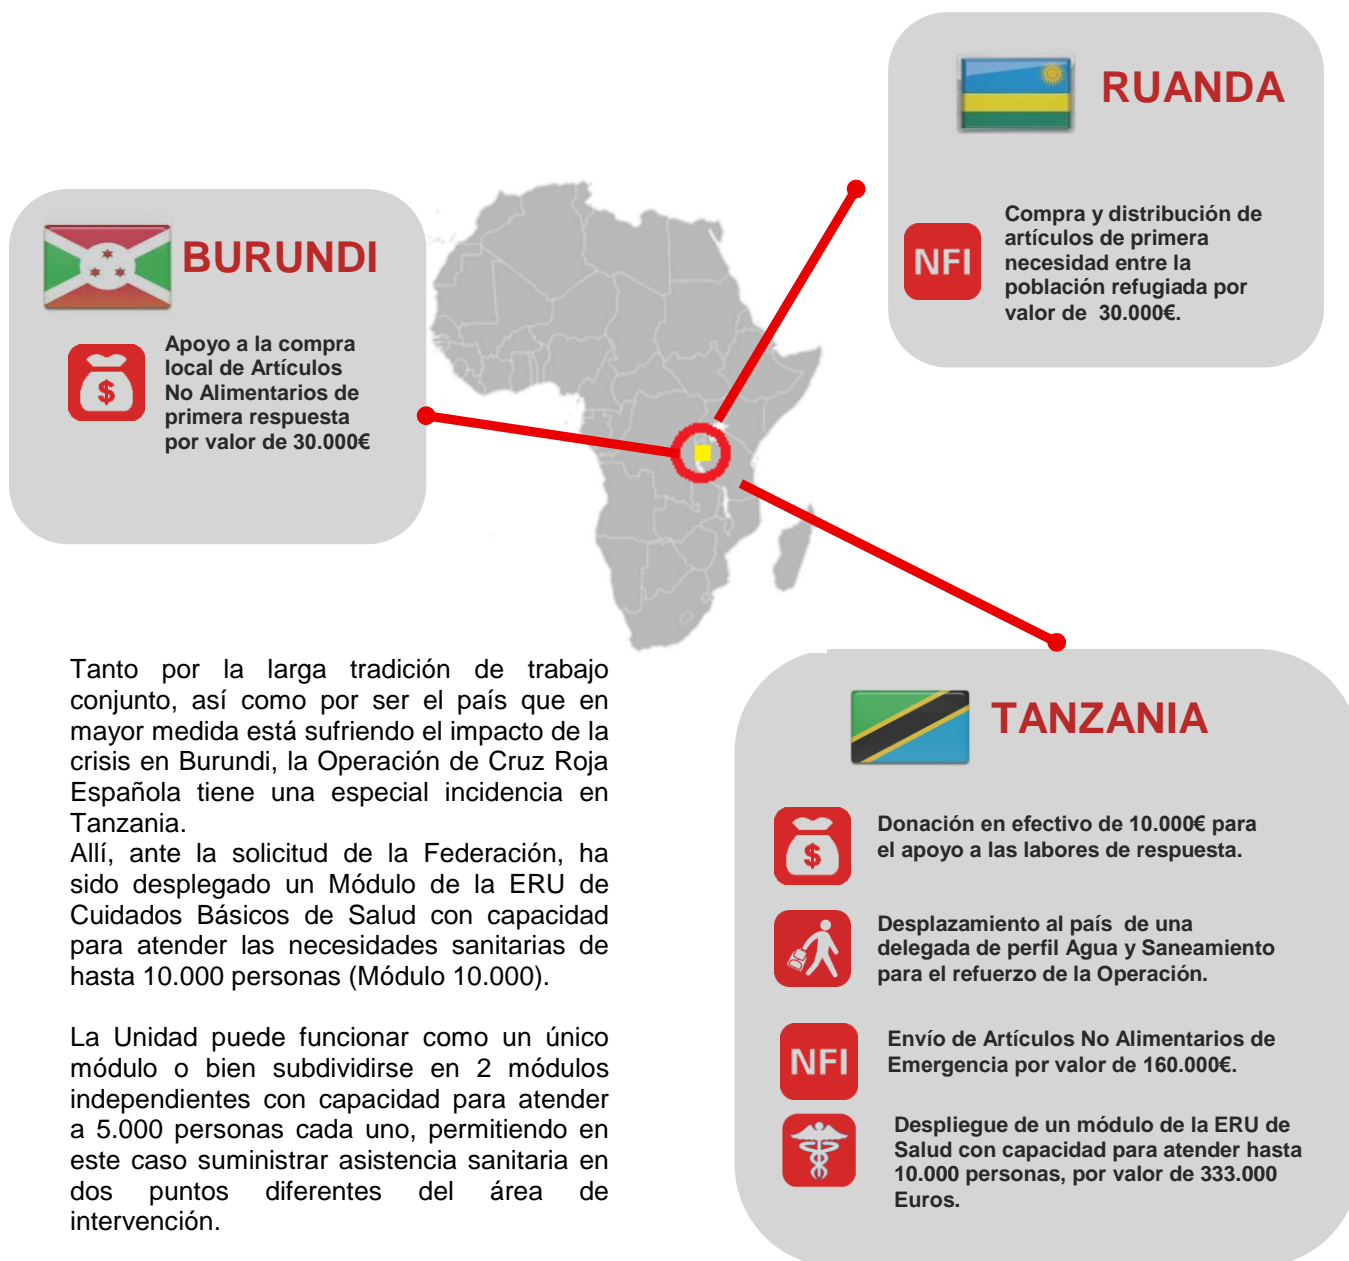 RUANDA
NFI
Compra y distribución de
artículos de primera
necesidad entre la
población refugiada por
valor de 30.000€.
BURUNDI
$
Apoyo a la compra
local de Artículos
No Alimentarios de
primera respuesta
por valor de 30.000€
Tanto por la larga tradición de trabajo
conjunto, así como por ser el país que en
mayor medida está sufriendo el impacto de la
crisis en Burundi, la Operación de Cruz Roja
Española tiene una especial incidencia en
Tanzania.
Allí, ante la solicitud de la Federación, ha
sido desplegado un Módulo de la ERU de
Cuidados Básicos de Salud con capacidad
para atender las necesidades sanitarias de
hasta 10.000 personas (Módulo 10.000).
La Unidad puede funcionar como un único
módulo o bien subdividirse en 2 módulos
independientes con capacidad para atender
a 5.000 personas cada uno, permitiendo en
este caso suministrar asistencia sanitaria en
dos puntos diferentes del área de
intervención.
TANZANIA
$
Donación en efectivo de 10.000€ para
el apoyo a las labores de respuesta.
Desplazamiento al país de una
delegada de perfil Agua y Saneamiento
para el refuerzo de la Operación.
NFI
Envío de Artículos No Alimentarios de
Emergencia por valor de 160.000€.
Despliegue de un módulo de la ERU de
Salud con capacidad para atender hasta
10.000 personas, por valor de 333.000
Euros.